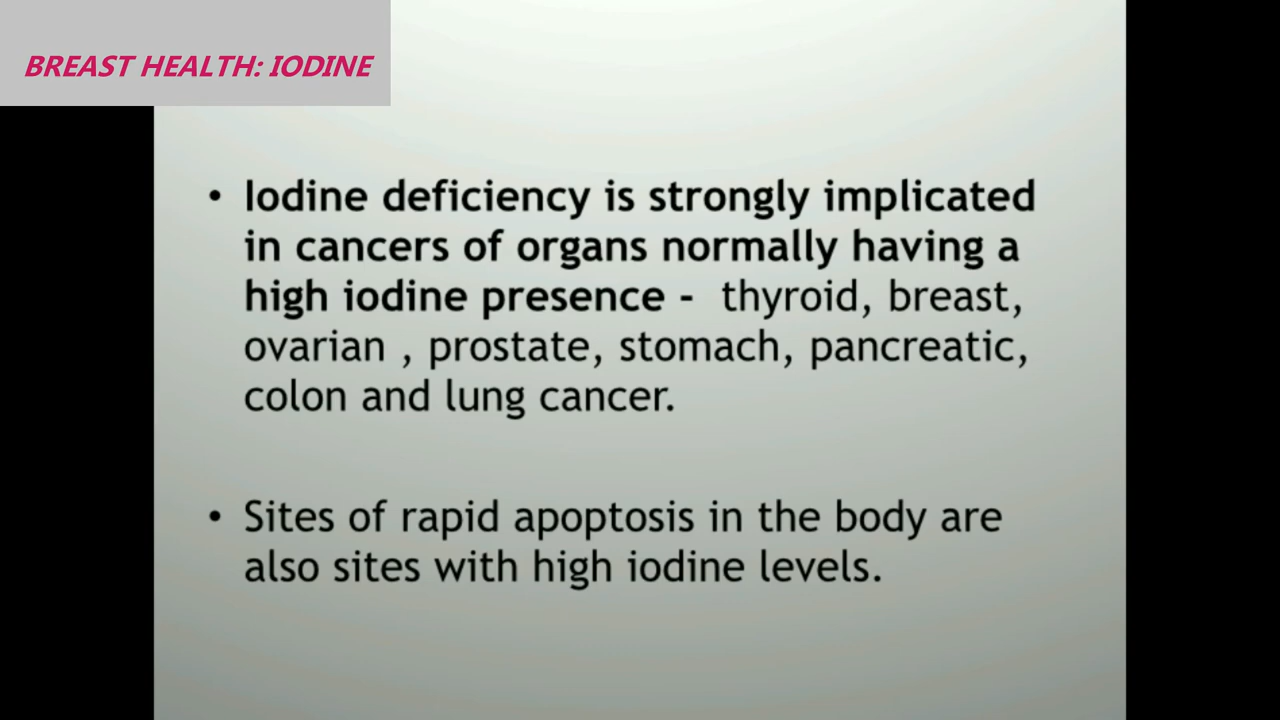 BREAST HEALTH: IODINE
• Iodine deficiency is strongly implicated
in cancers of organs normally having a
high iodine presence - thyroid, breast,
ovarian , prostate, stomach, pancreatic,
colon and lung cancer.
• Sites of rapid apoptosis in the body are
also sites with high iodine levels.